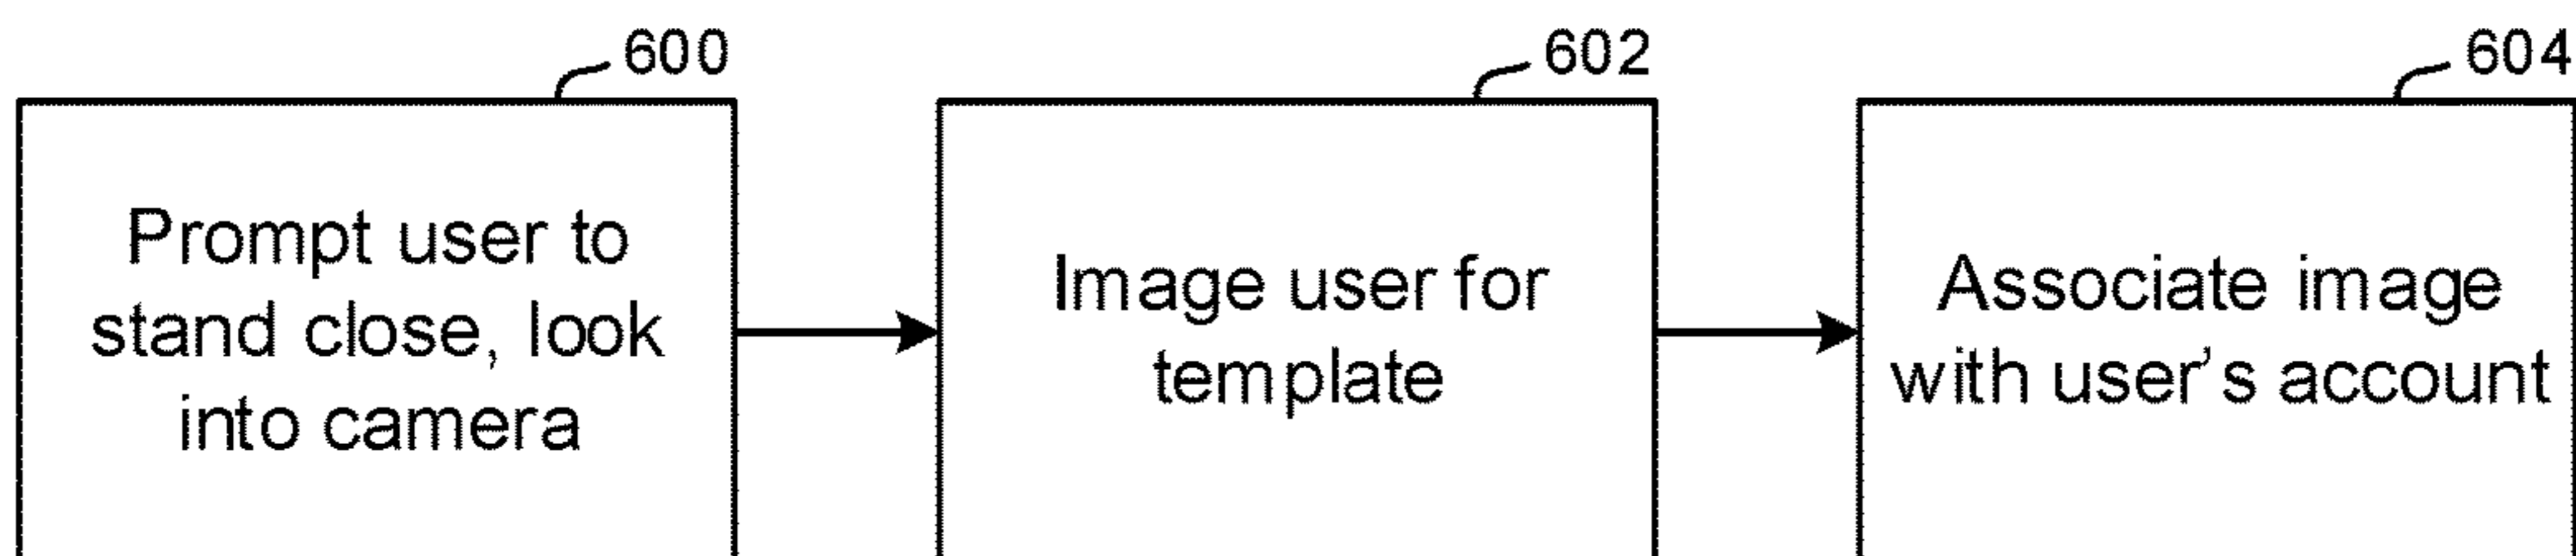 600
Prompt user to
stand close, look
into camera
602
Image user for
template
604
Associate image
with user's account